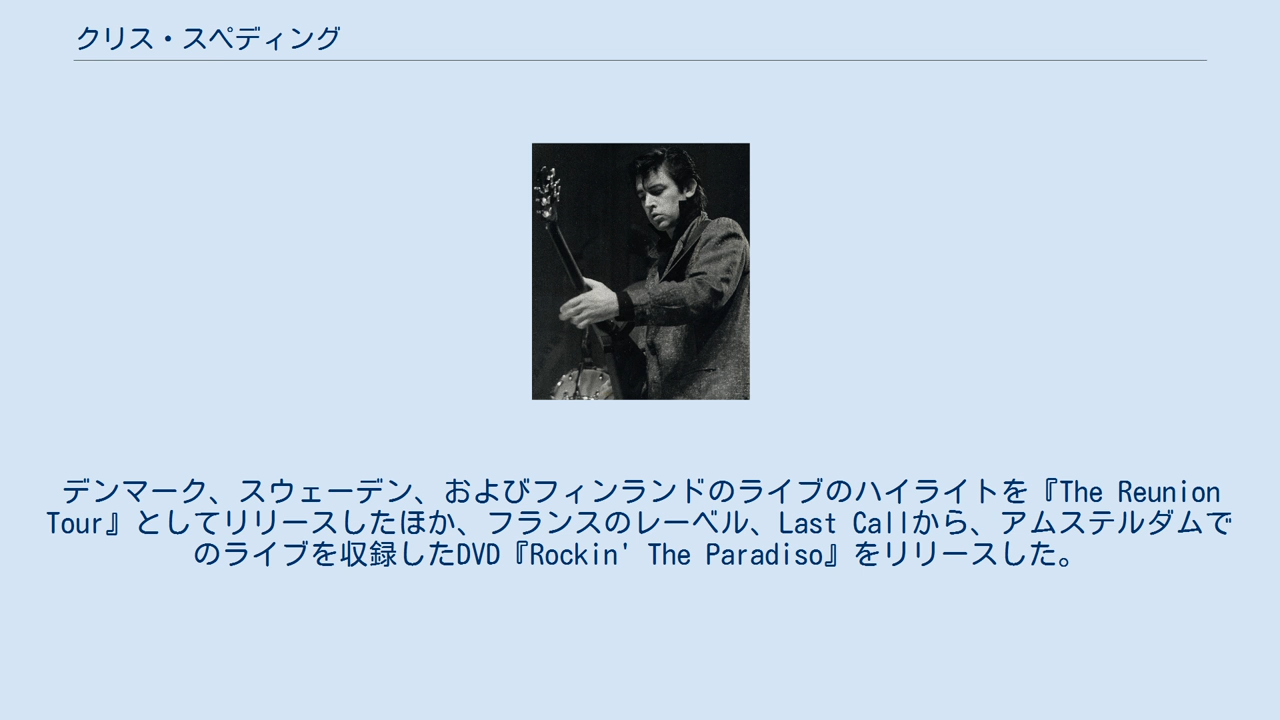 クリス・スペディング
デンマーク、スウェーデン、およびフィンランドのライブのハイライトを『The Reunion
Tour』としてリリースしたほか、フランスのレーベル、Last Callから、アムステルダムで
のライブを収録したDVD『Rockin' The Paradiso』をリリースした。